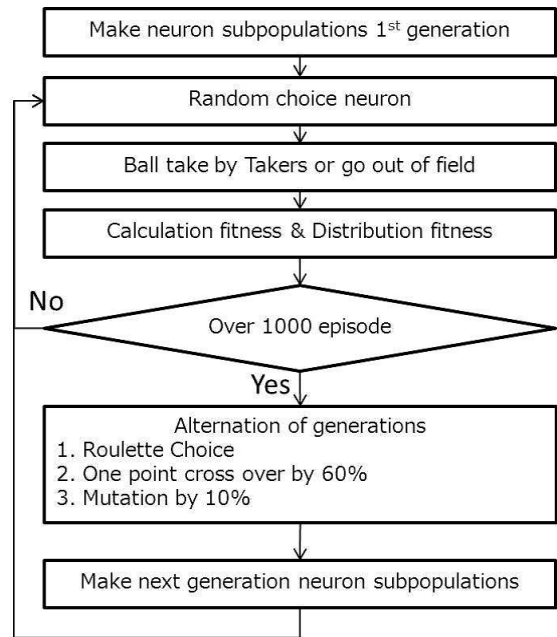 Make neuron subpopulations 1st generation
Random choice neuron
Ball take by Takers or go out of field
Calculation fitness & Distribution fitness
No
Over 1000 episode
Yes
Alternation of generations
1. Roulette Choice
2. One point cross over by 60%
3. Mutation by 10%
Make next generation neuron subpopulations